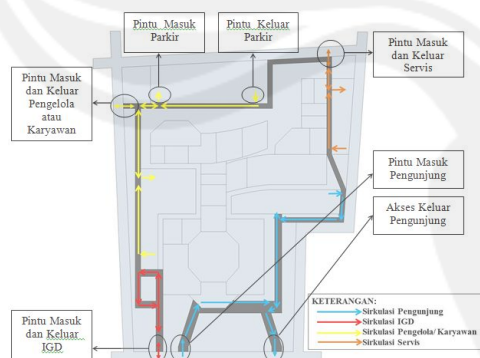 Pintu Masuk
Parkir
Pintu Keluar
Parkir
Pintu Masuk
dan Keluar
Servis
Pintu Masuk
dan Keluar
Pengelola
atau
Karyawan
Pintu Masuk
Pengunjung
Akses Keluar
Pengunjung
Pintu Masuk
dan Keluar
IGD
KETERANGAN:
Sirkulasi Pengunjung
Sirkulasi IGD
Sirkulasi Pengelola/ Karyawan
Sirkulasi Servis